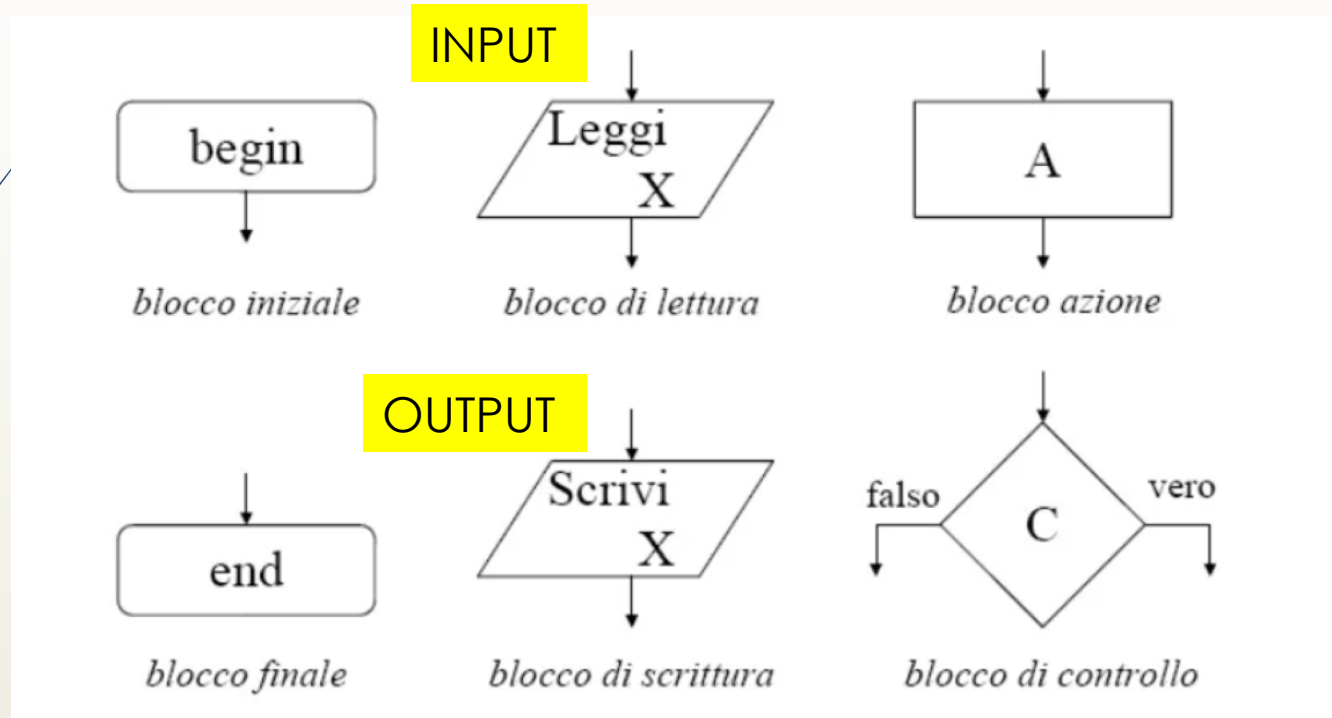 INPUT
begin
Leggi
X
A
blocco iniziale
blocco di lettura
blocco azione
OUTPUT
end
Scrivi
X
falso
C
vero
blocco finale
blocco di scrittura
blocco di controllo